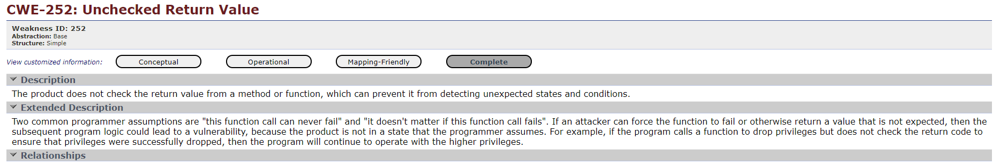 CWE-252: Unchecked Return Value
Weakness ID: 252
Abstraction: Base
Structure: Simple
View customized information: Conceptual Operational Mapping-Friendly Complete
Description
The product does not check the return value from a method or function, which can prevent it from detecting unexpected states and conditions.
Extended Description
Two common programmer assumptions are "this function call can never fail" and "it doesn't matter if this function call fails". If an attacker can force the function to fail or otherwise return a value that is not expected, then the
subsequent program logic could lead to a vulnerability, because the product is not in a state that the programmer assumes. For example, if the program calls a function to drop privileges but does not check the return code to
ensure that privileges were successfully dropped, then the program will continue to operate with the higher privileges.
Relationships